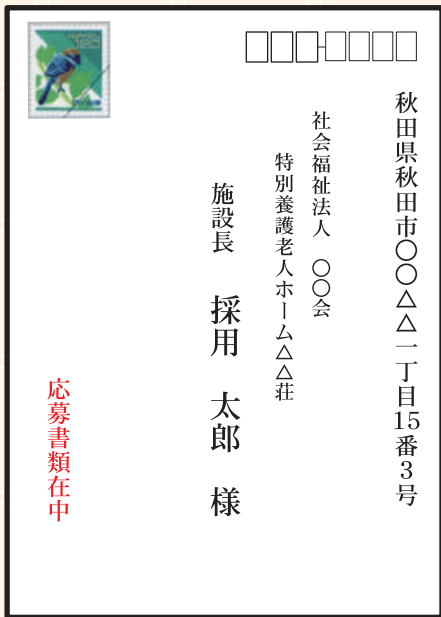 秋田県秋田市〇〇△△一丁目15番3号
社会福祉法人　〇〇会
特別養護老人ホーム△△荘
施設長　採用　太郎　様
応募書類在中